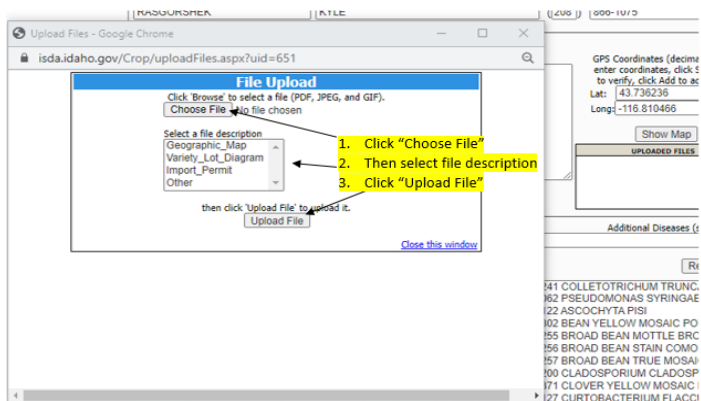 RASGORSHEK KYLE (208) 866-1075
Upload Files - Google Chrome
isda.idaho.gov/Crop/uploadFiles.aspx?uid=651
File Upload
Click 'Browse' to select a file (PDF, JPEG, and GIF).
Choose File No file chosen
Select a file description
Geographic_Map
Variety_Lot_Diagram
Import_Permit
Other
then click 'Upload File' to upload it.
Upload File
Close this window
1. Click “Choose File”
2. Then select file description
3. Click “Upload File”
GPS Coordinates (decima
enter coordinates, click S
to verify, click Add to ac
Lat: 43.736236
Long: -116.810466
Show Map
UPLOADED FILES
Additional Diseases (s
Re
241 COLLETOTRICHUM TRUNC
062 PSEUDOMONAS SYRINGAE
122 ASCOCHYTA PISI
302 BEAN YELLOW MOSAIC PO
255 BROAD BEAN MOTTLE BRC
256 BROAD BEAN STAIN COMO
257 BROAD BEAN TRUE MOSAI
200 CLADOSPORIUM CLADOSP
371 CLOVER YELLOW MOSAIC
327 CURTOBACTERIUM FLACC